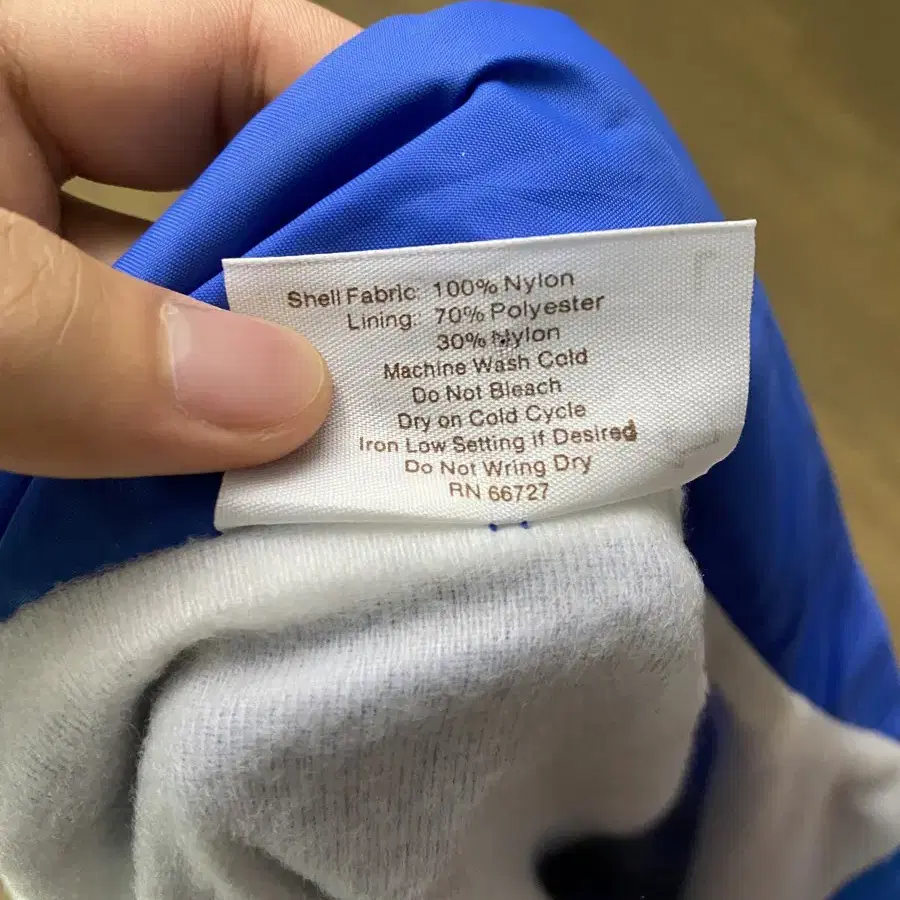 Shell Fabric: 100% Nylon
Lining: 70% Polyester
30% Nylon
Machine Wash Cold
Do Not Bleach
Dry on Cold Cycle
Iron Low Setting if Desired
Do Not Wring Dry
RN 66727